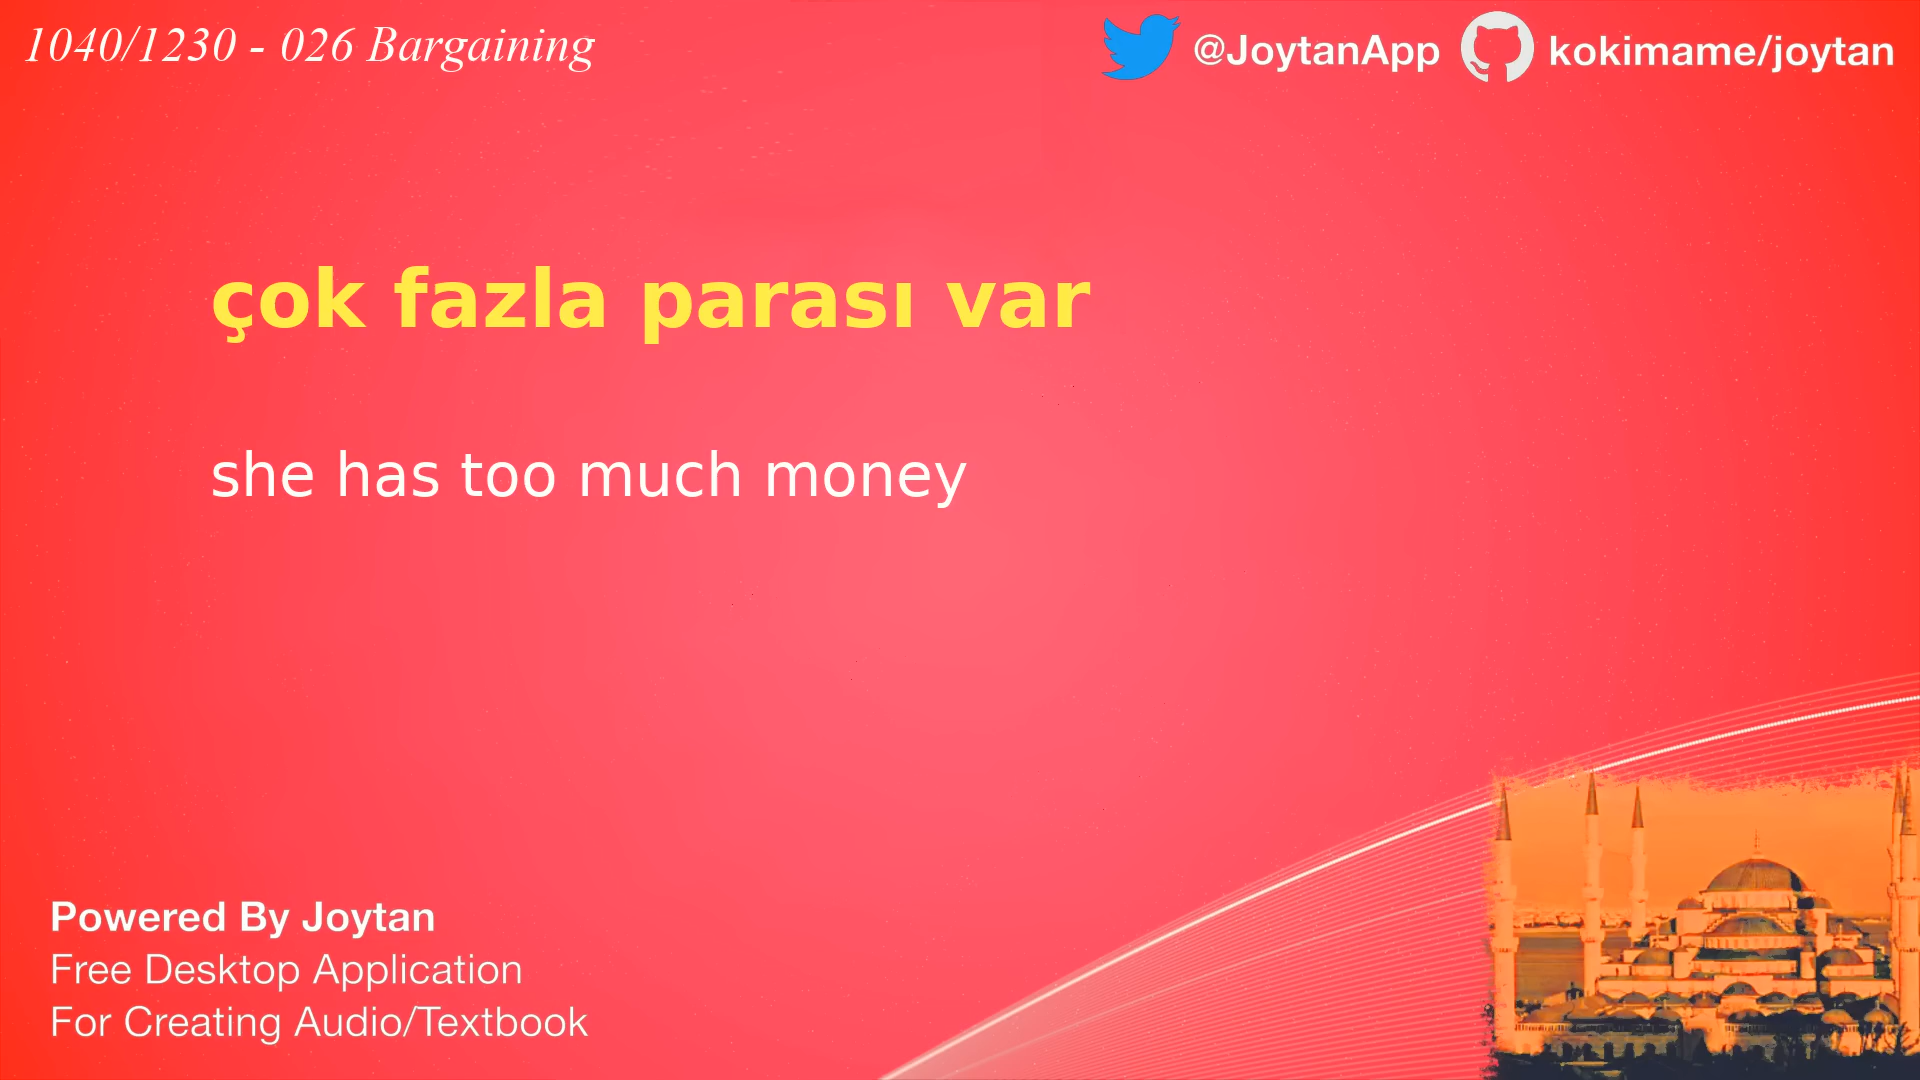 1040/1230 - 026 Bargaining
@JoytanApp
kokimame/joytan
çok fazla parası var
she has too much money
Powered By Joytan
Free Desktop Application
For Creating Audio/Textbook